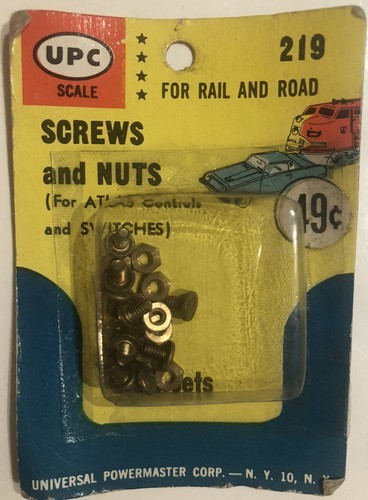 UPC
SCALE
219
FOR RAIL AND ROAD
SCREWS
and NUTS
(For ATLAS Controls
and SWITCHES)
49¢
UNIVERSAL POWERMASTER CORP. — N. Y. 10, N.